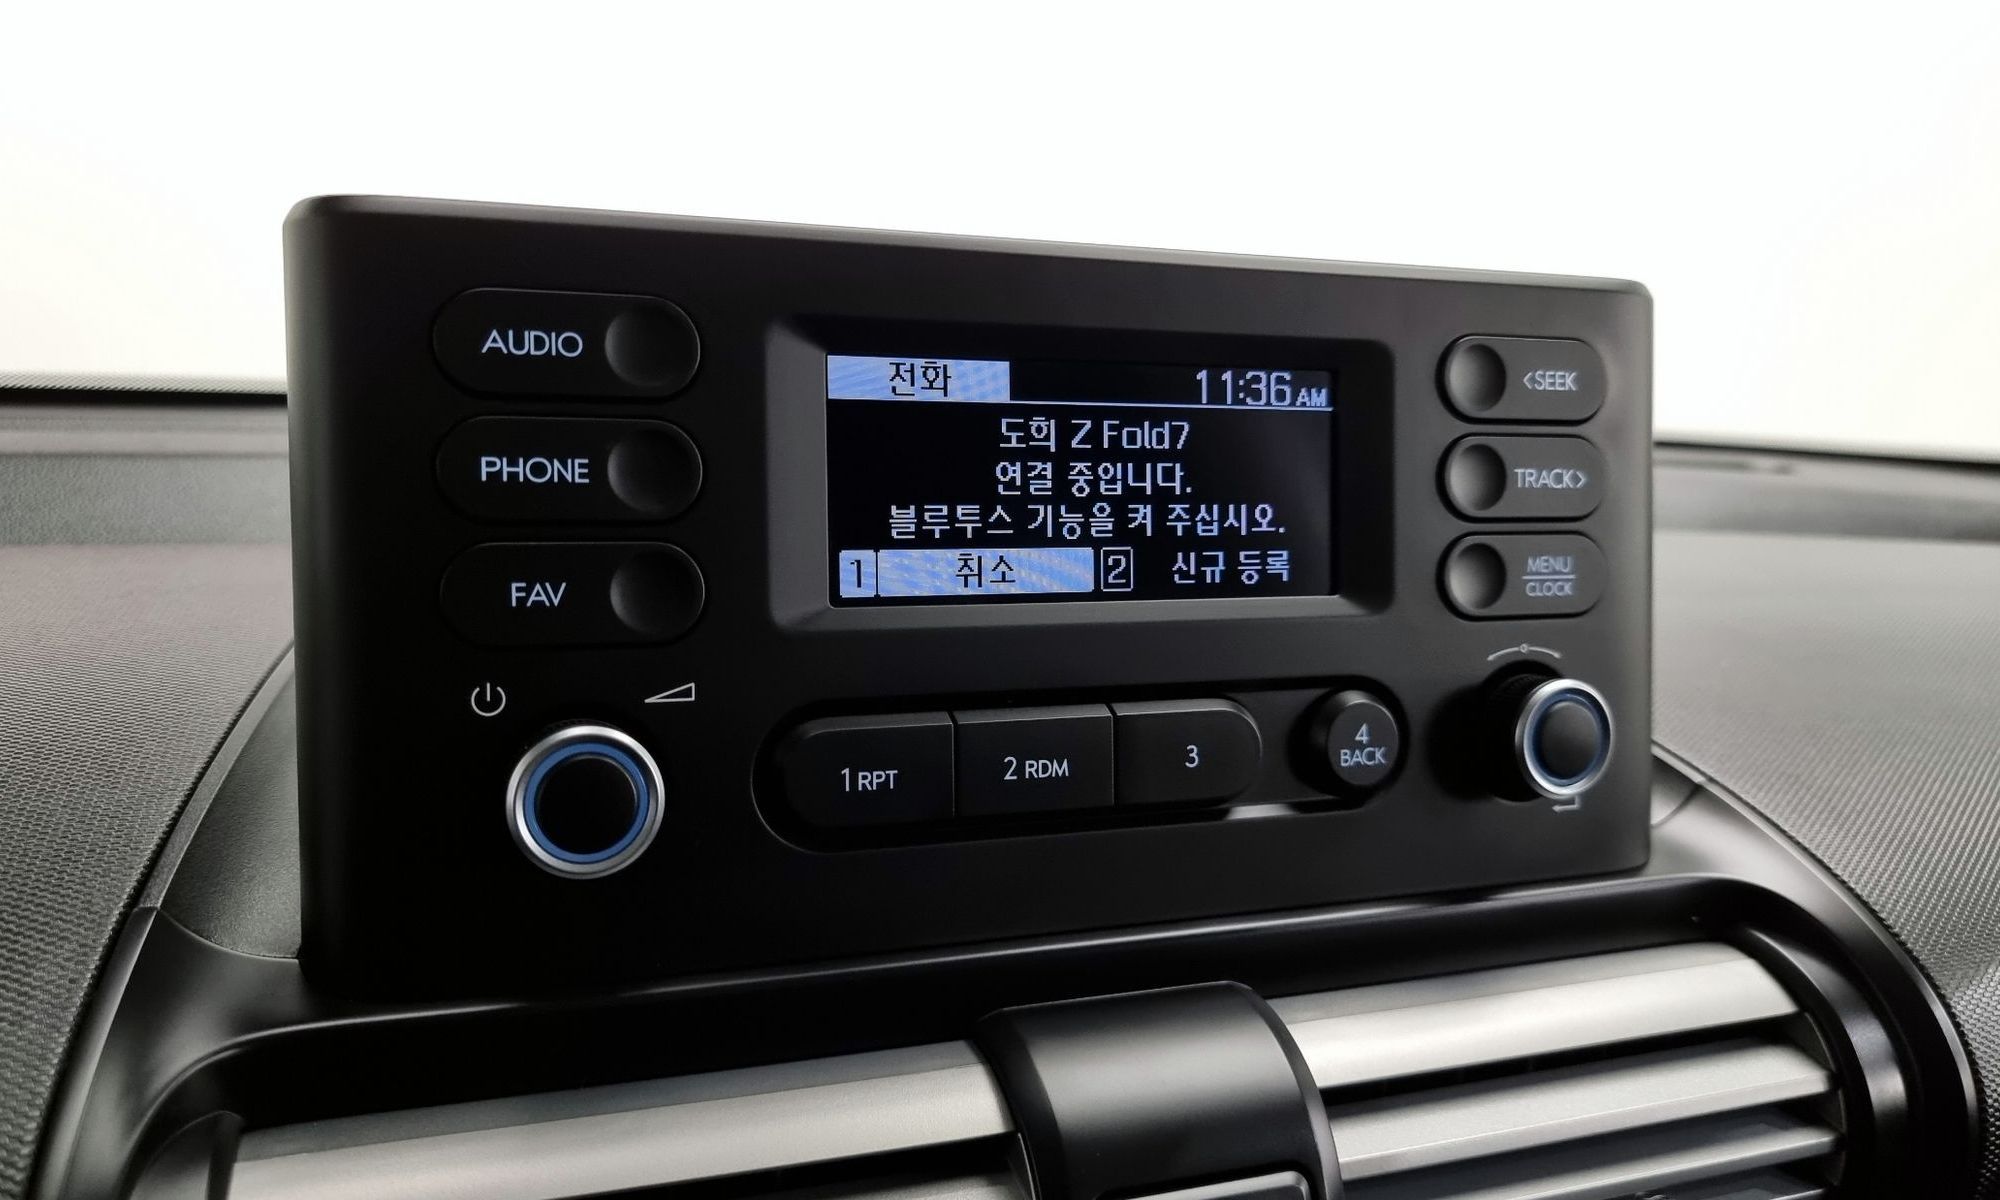 AUDIO
PHONE
FAV
전화 11:36 AM
도희 Z Fold7
연결 중입니다.
블루투스 기능을 켜 주십시오.
1 취소 2 신규 등록
<SEEK
TRACK>
MENU
CLOCK
1 RPT
2 RDM
3
4
BACK